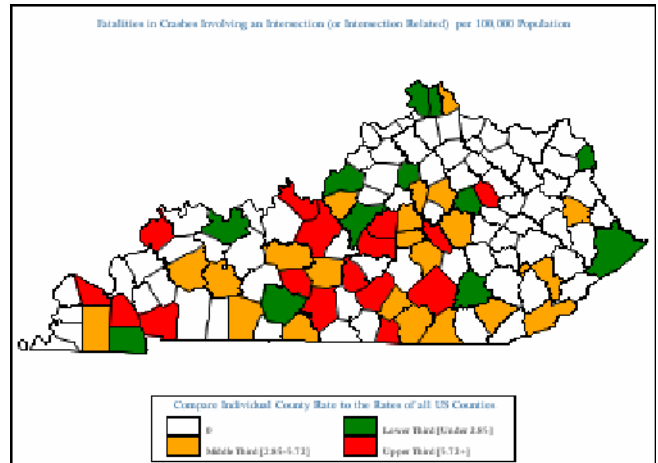 Fatalities in Crashes Involving an Intersection (or Intersection Related) per 100,000 Population
Compare Individual County Rate to the Rates of all US Counties
0
Lower Third [Under 2.85]
Middle Third [2.85-5.72]
Upper Third [5.72+]